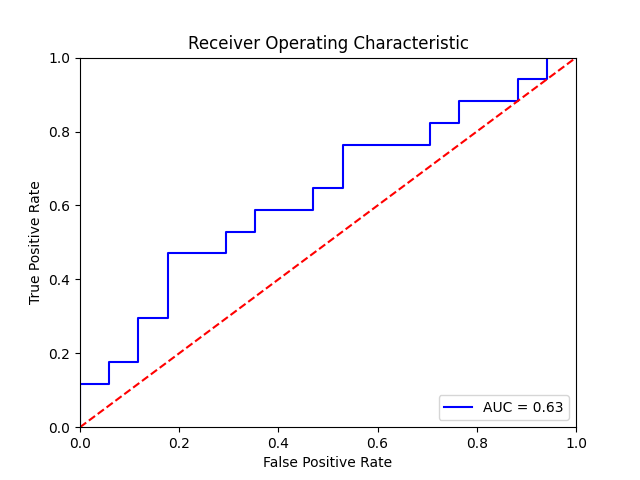 Receiver Operating Characteristic
True Positive Rate
1.0
0.8
0.6
0.4
0.2
0.0
0.0 0.2 0.4 0.6 0.8 1.0
False Positive Rate
AUC = 0.63